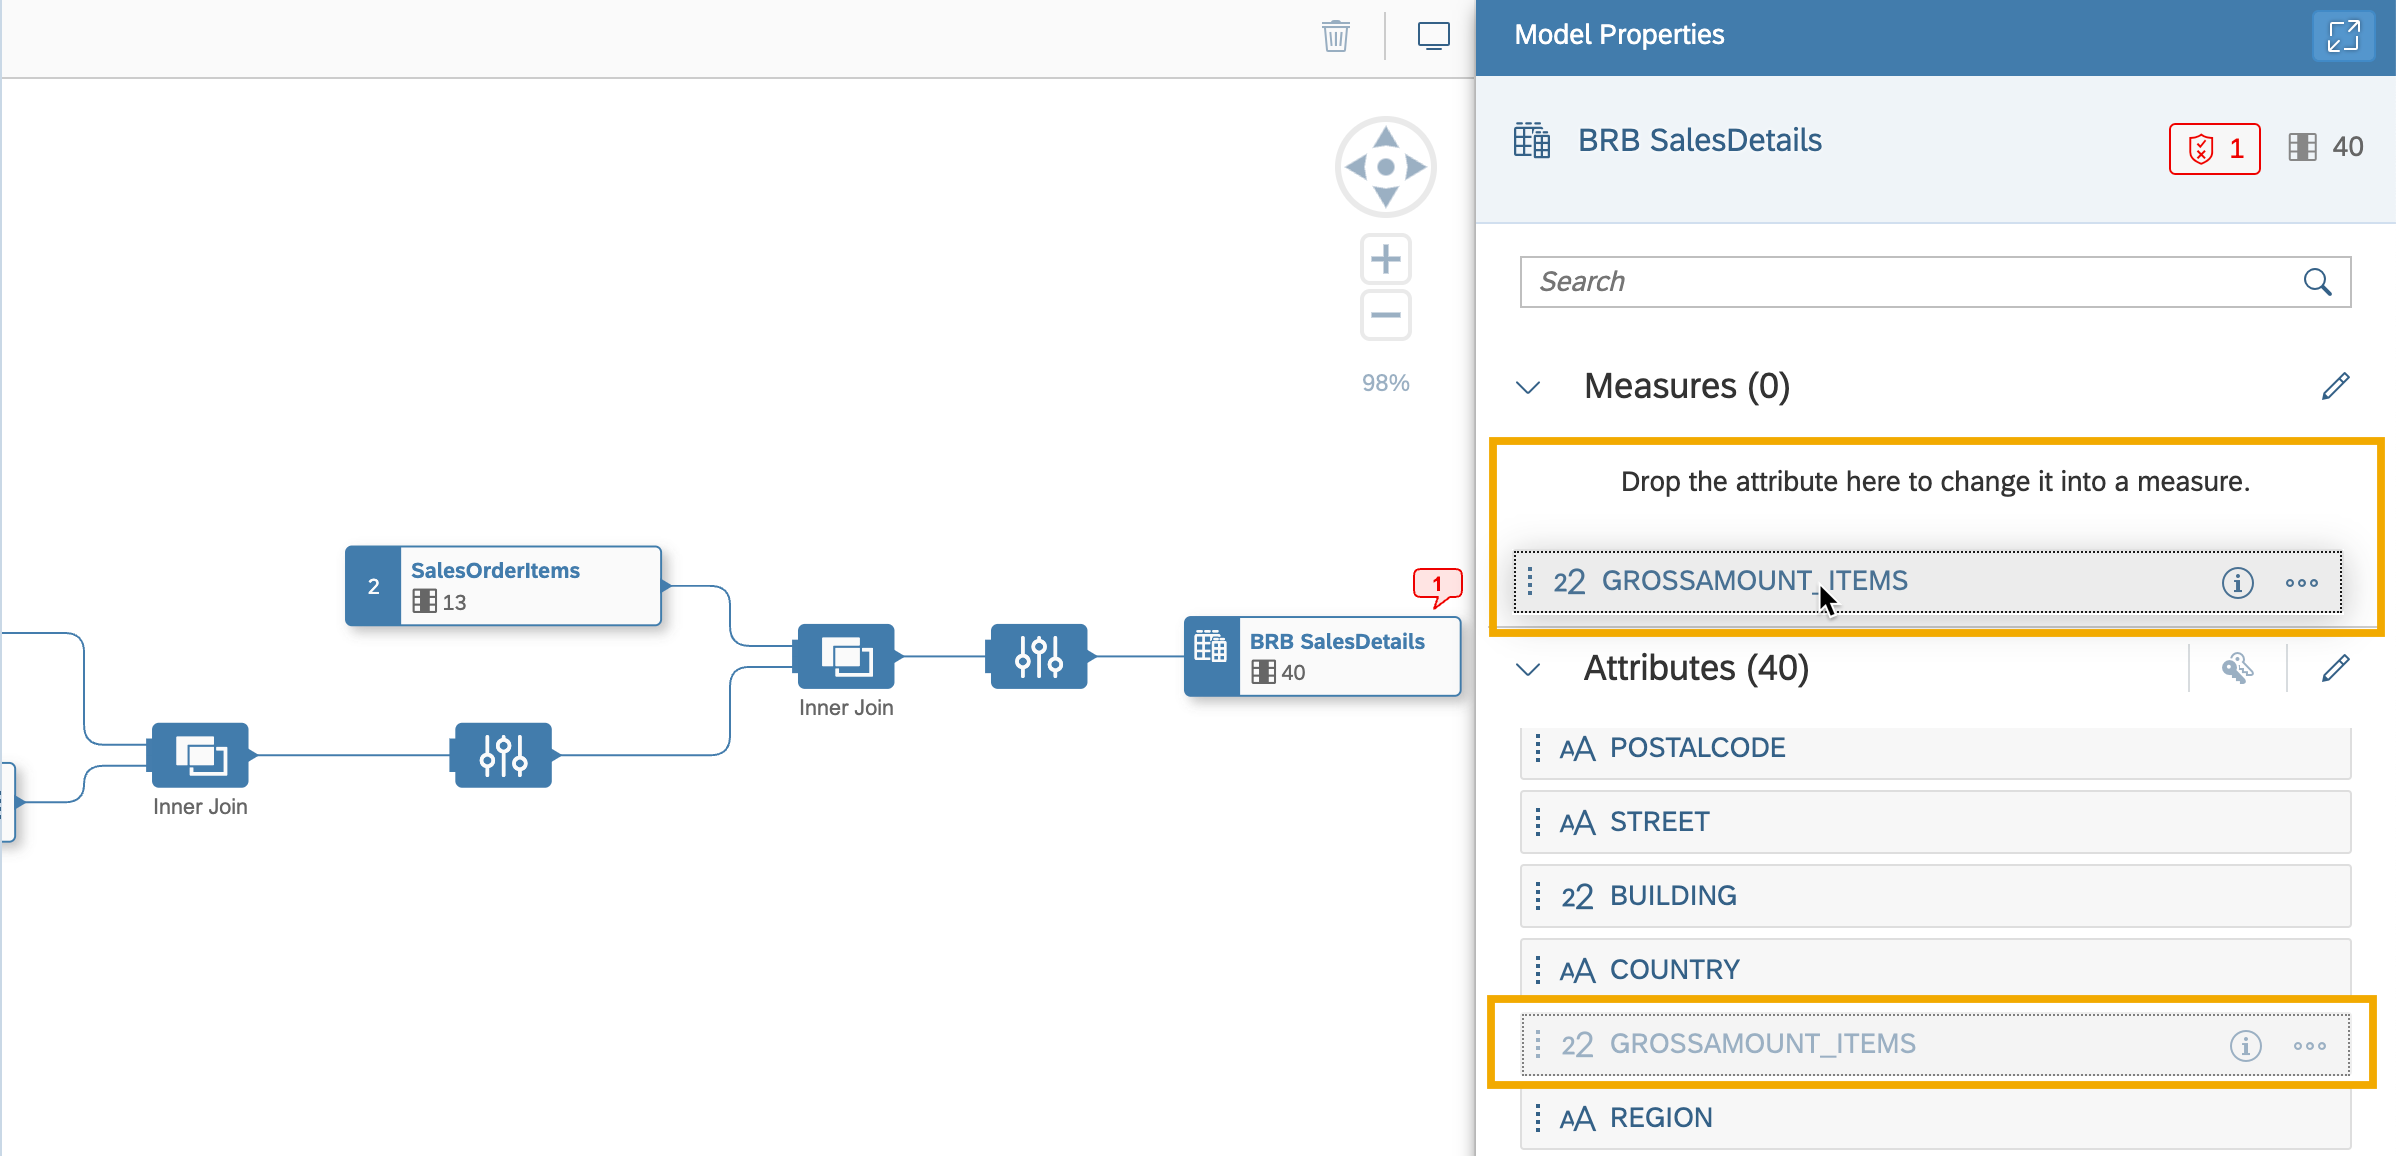 98%
2
SalesOrderItems
13
Inner Join
1
BRB SalesDetails
40
Inner Join
Model Properties
BRB SalesDetails
1
40
Search
Measures (0)
Drop the attribute here to change it into a measure.
22 GROSSAMOUNT_ITEMS
Attributes (40)
AA POSTALCODE
AA STREET
22 BUILDING
AA COUNTRY
22 GROSSAMOUNT_ITEMS
AA REGION